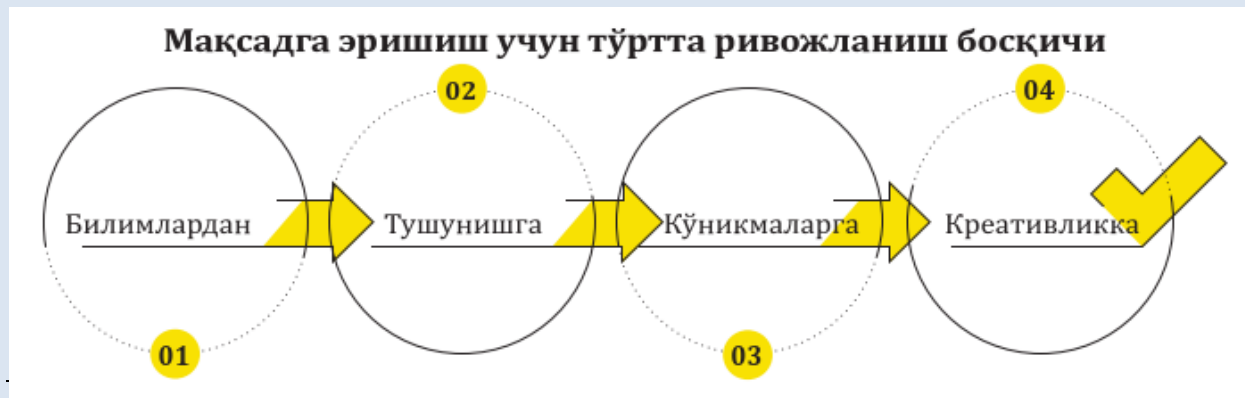 Мақсадга эришиш учун тўртта ривожланиш босқичи
02
04
Билимлардан
Тушунишга
Кўникмаларга
Креативликка
01
03